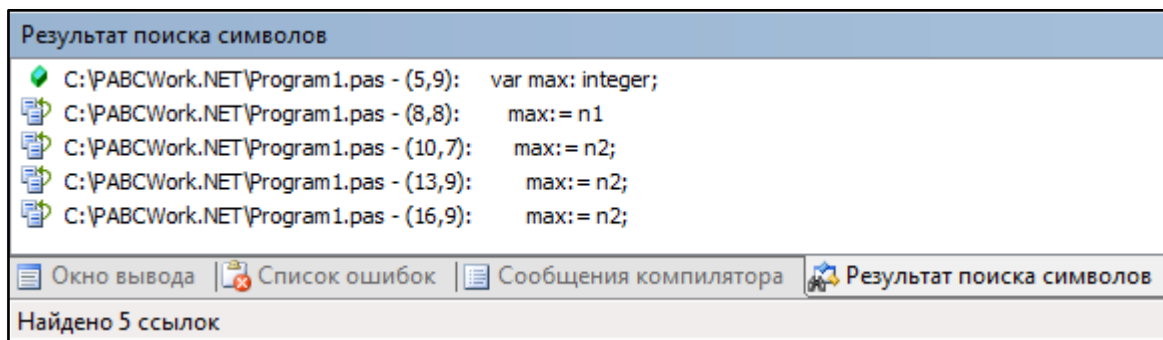 Результат поиска символов
C:\PABCWork.NET\Program1.pas - (5,9): var max: integer;
C:\PABCWork.NET\Program1.pas - (8,8): max:= n1
C:\PABCWork.NET\Program1.pas - (10,7): max:= n2;
C:\PABCWork.NET\Program1.pas - (13,9): max:= n2;
C:\PABCWork.NET\Program1.pas - (16,9): max:= n2;
Окно вывода Список ошибок Сообщения компилятора Результат поиска символов
Найдено 5 ссылок